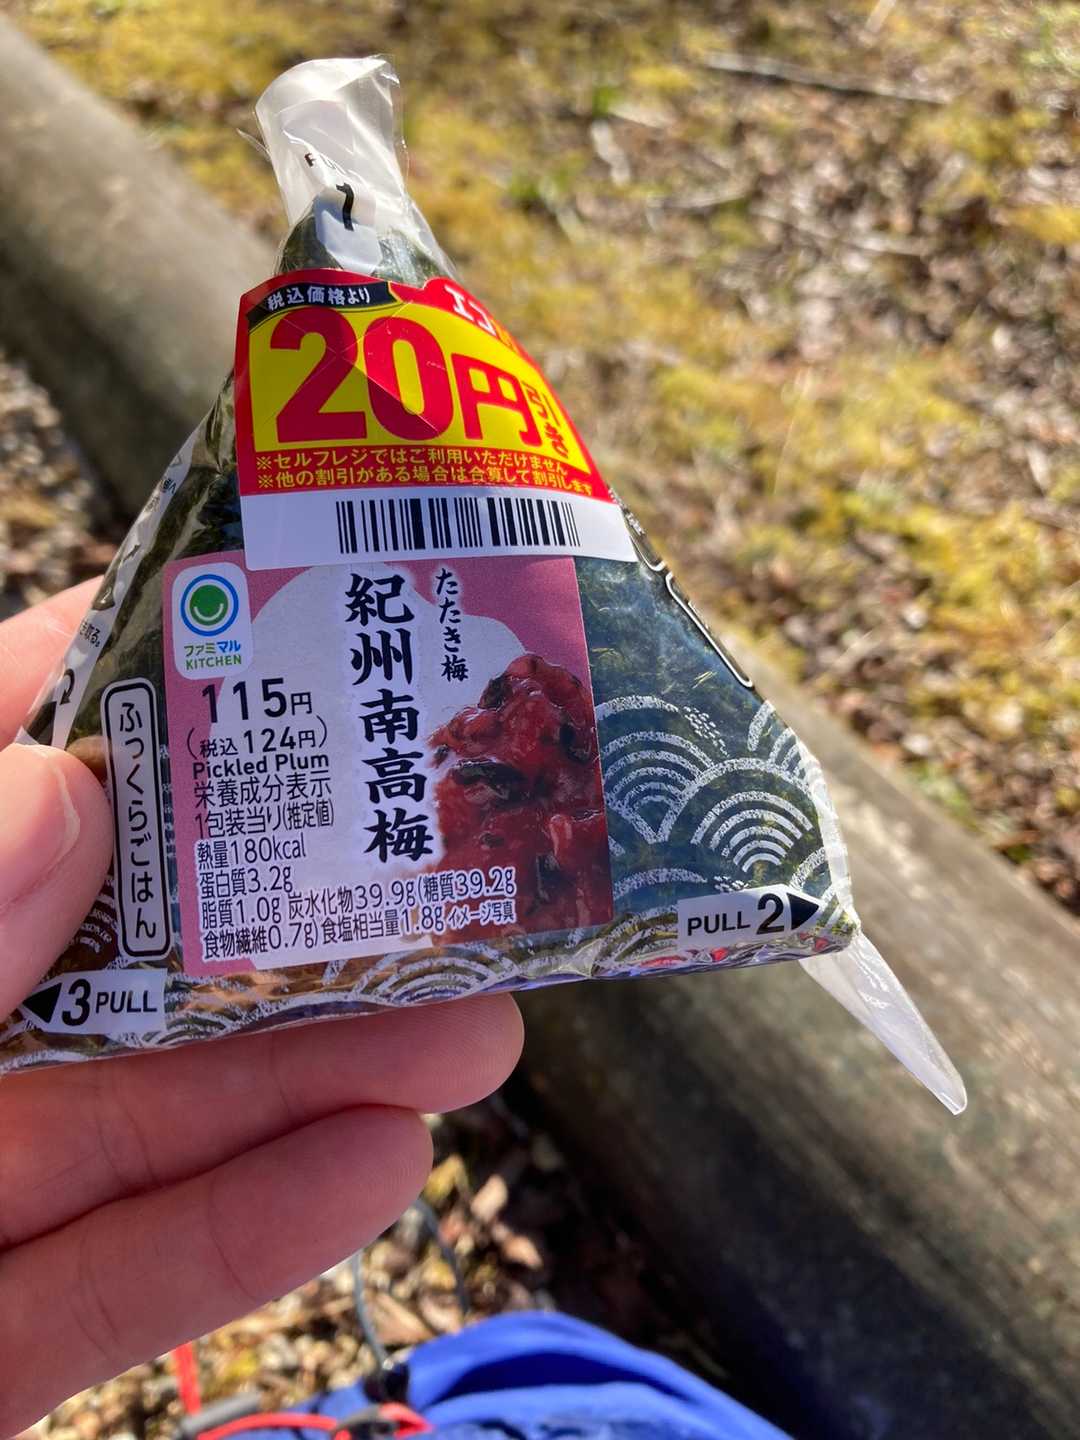 1
税込価格より
エコ
20円引き
※セルフレジではご利用いただけません
※他の割引がある場合は合算して割引します
ファミマル
KITCHEN
たたき梅
紀州南高梅
115円
(税込124円)
Pickled Plum
栄養成分表示
1包装当り(推定値)
熱量180kcal
蛋白質3.2g
脂質1.0g 炭水化物39.9g(糖質39.2g
食物繊維0.7g) 食塩相当量1.8g イメージ写真
ふっくらごはん
PULL 2
3 PULL